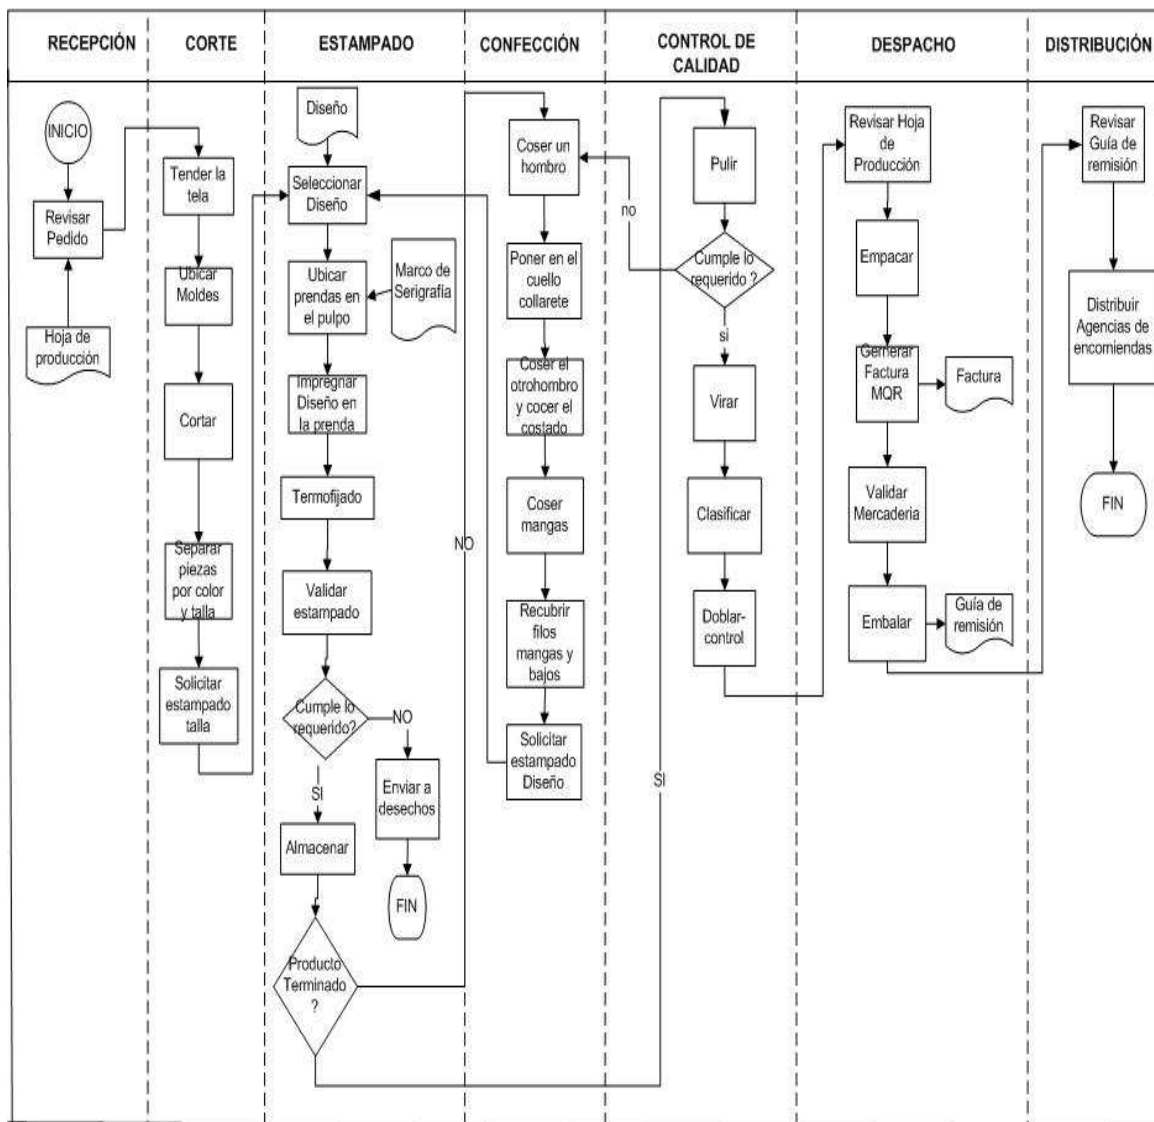 RECEPCIÓN
CORTE
ESTAMPADO
CONFECCIÓN
CONTROL DE
CALIDAD
DESPACHO
DISTRIBUCIÓN
INICIO
Revisar
Pedido
Hoja de
producción
Tender la
tela
Ubicar
Moldes
Cortar
Separar
piezas
por color
y talla
Solicitar
estampado
talla
Diseño
Seleccionar
Diseño
Ubicar
prendas en
el pulpo
Marco de
Serigrafía
Impregnar
Diseño en
la prenda
Termofijado
Validar
estampado
Cumple lo
requerido?
NO
SI
Enviar a
desechos
FIN
Almacenar
Producto
Terminado
?
NO
SI
Coser un
hombro
Poner en el
cuello
collarete
Coser el
otrohombro
y cocer el
costado
Coser
mangas
Recubrir
filos
mangas y
bajos
Solicitar
estampado
Diseño
Pulir
Cumple lo
requerido ?
no
si
Virar
Clasificar
Doblar-
control
Revisar Hoja
de
Producción
Empacar
Gernerar
Factura
MQR
Factura
Validar
Mercaderia
Embalar
Guía de
remisión
Revisar
Guía de
remisión
Distribuir
Agencias de
encomiendas
FIN